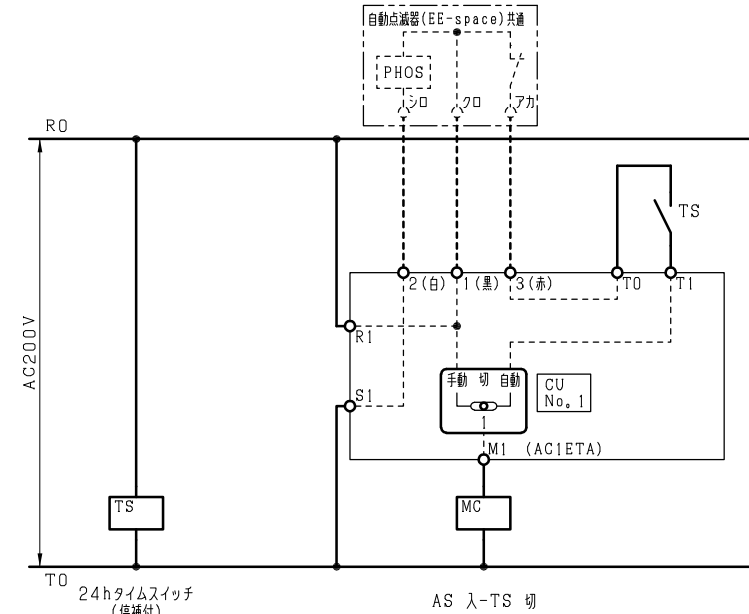 自動点滅器(EE-space)共通
PHOS
シロ クロ アカ
R0
TS
2(白) 1(黒) 3(赤) T0 T1
AC200V
R1
手動 切 自動
CU
No。1
S1
1
M1 (AC1ETA)
TS
MC
T0
24hタイムスイッチ
(停補付)
AS 入-TS 切